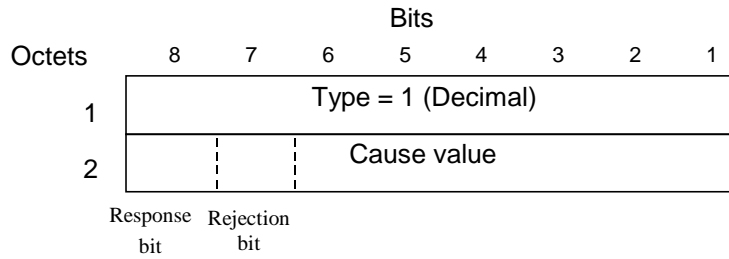 Bits
Octets 8 7 6 5 4 3 2 1
1 Type = 1 (Decimal)
2 Cause value
Response Rejection
bit bit